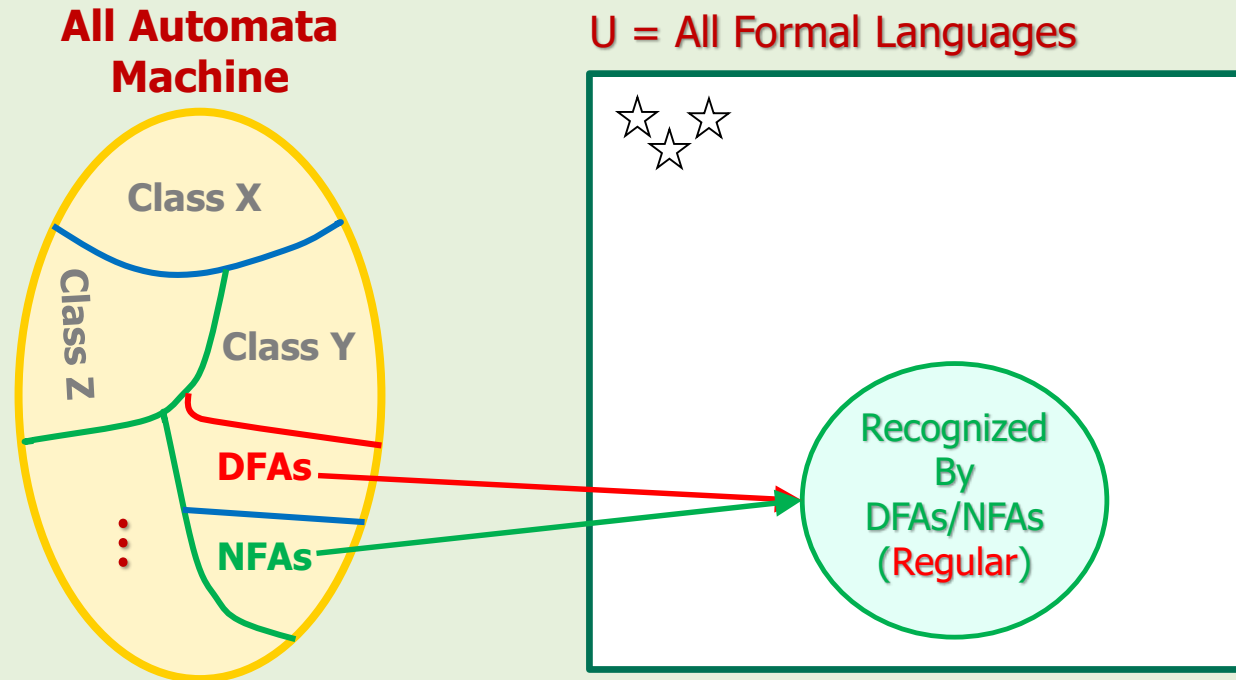 All Automata
Machine
U = All Formal Languages
Class X
Class Z
Class Y
DFAs
NFAs
Recognized
By
DFAs/NFAs
(Regular)